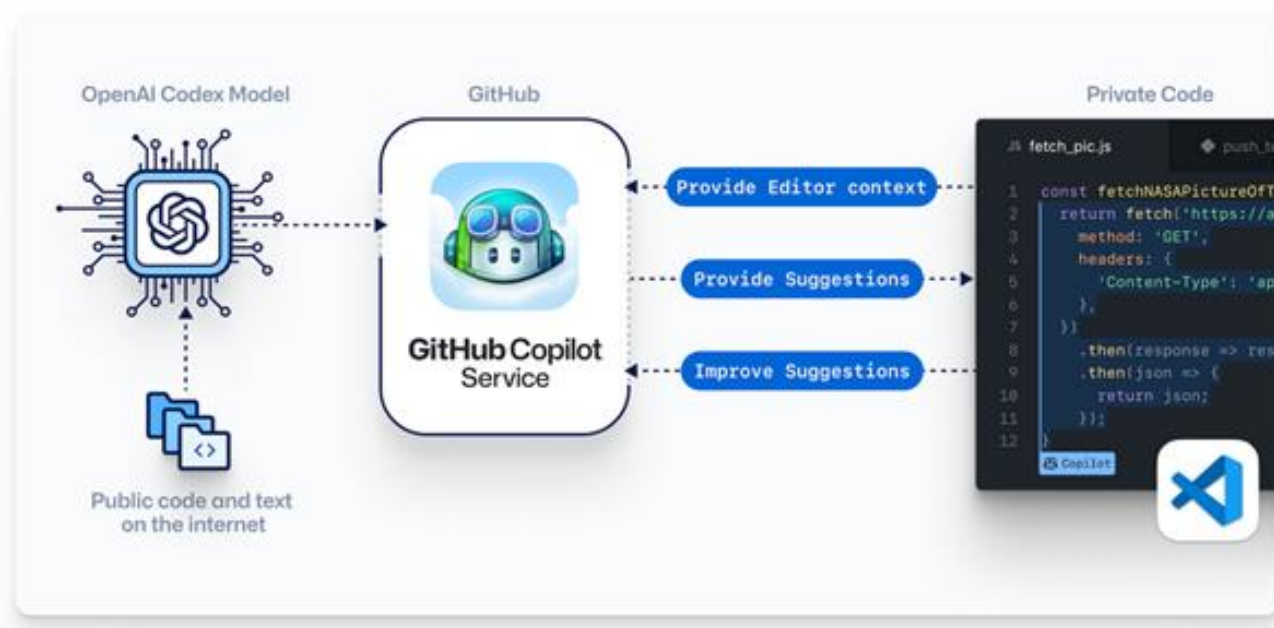 OpenAI Codex Model
GitHub
Private Code
GitHub Copilot
Service
Public code and text
on the internet
Provide Editor context
Provide Suggestions
Improve Suggestions
JS fetch_pic.js
push_t
1 const fetchNASAPictureOfT
2 return fetch('https://a
3 method: 'GET',
4 headers: {
5 'Content-Type': 'ap
6 },
7 })
8 .then(response => res
9 .then(json => {
10 return json;
11 });
12 }
Copilot